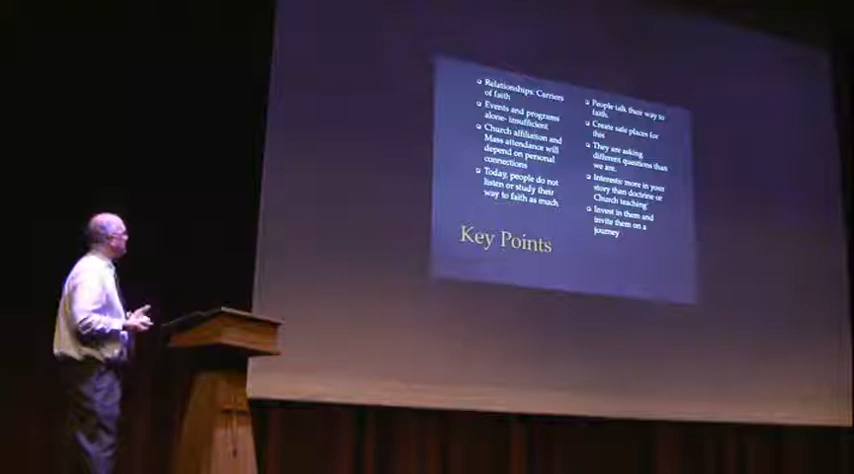 Relationships: Carriers
of faith
Events and programs
alone- insufficient
Church affiliation and
Mass attendance will
depend on personal
connections
Today, people do not
listen or study their
way to faith as much
People talk their way to
faith.
Create safe places for
this
They are asking
different questions than
we are.
Interests: more in your
story than doctrine or
Church teaching'
Invest in them and
invite them on a
journey
Key Points